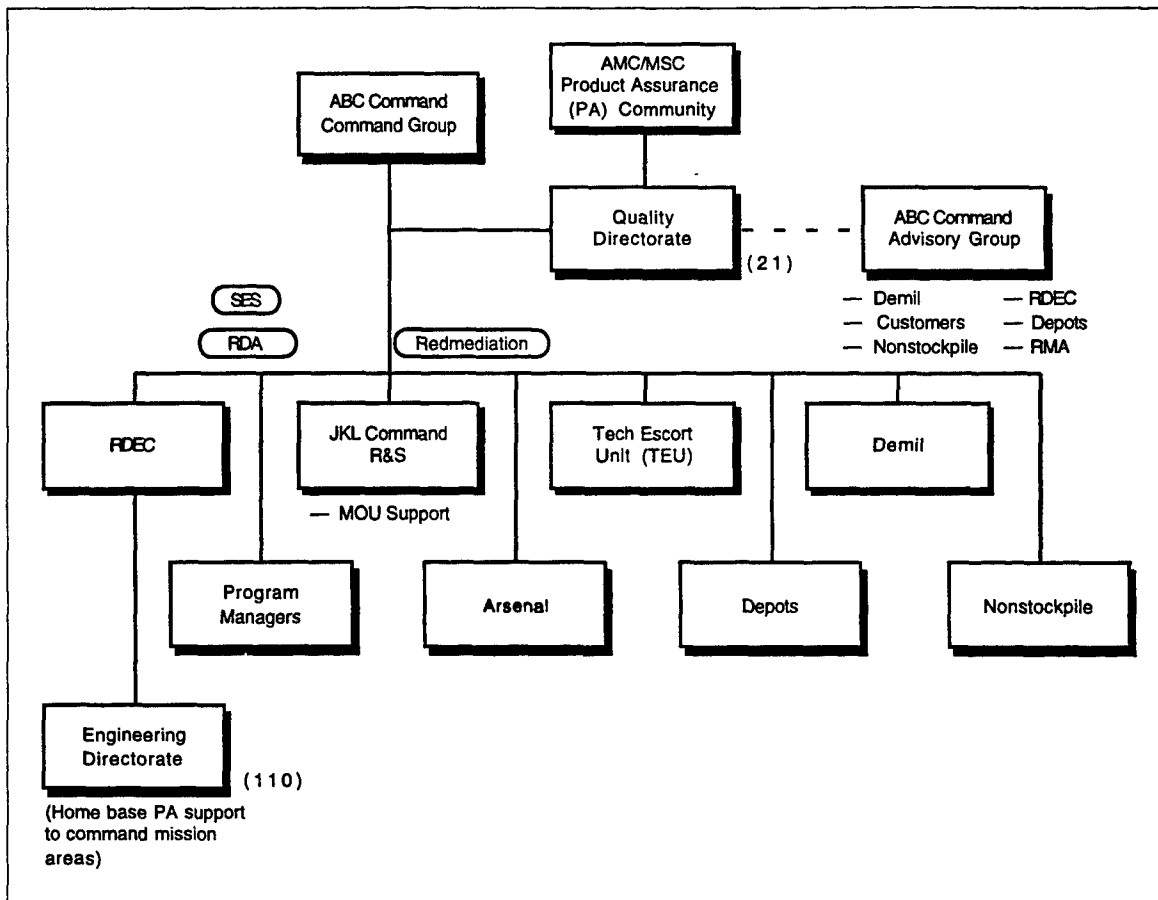 ABC Command
Command Group
AMC/MSC
Product Assurance
(PA) Community
Quality
Directorate
(21)
ABC Command
Advisory Group
— Demil — RDEC
— Customers — Depots
— Nonstockpile — RMA
SES
RDA
Redmediation
RDEC
JKL Command
R&S
— MOU Support
Tech Escort
Unit (TEU)
Demil
Program
Managers
Arsenal
Depots
Nonstockpile
Engineering
Directorate
(110)
(Home base PA support
to command mission
areas)